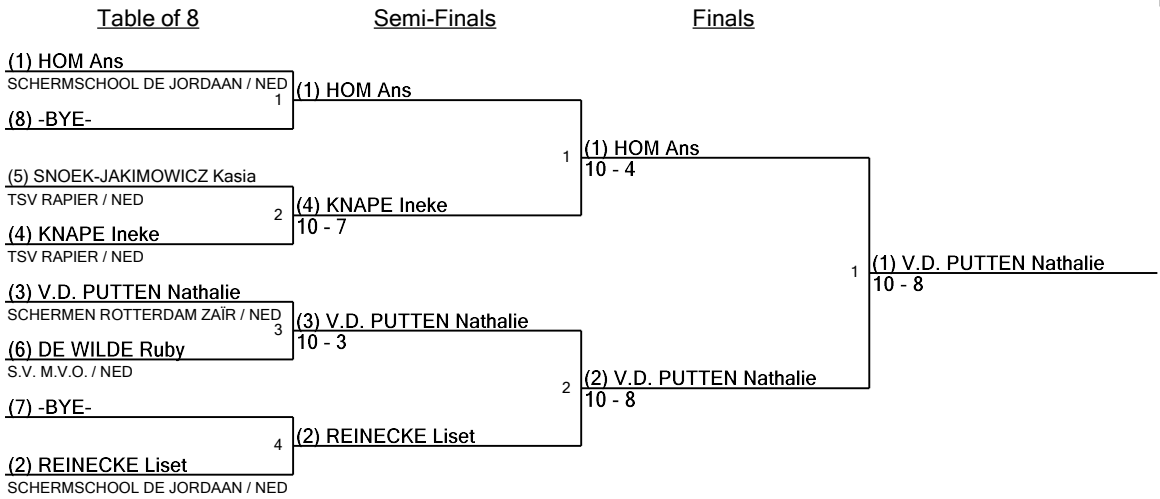 Table of 8
Semi-Finals
Finals
(1) HOM Ans
SCHERMSCHOOL DE JORDAAN / NED
1
(8) -BYE-
(5) SNOEK-JAKIMOWICZ Kasia
TSV RAPIER / NED
2
(4) KNAPE Ineke
TSV RAPIER / NED
(3) V.D. PUTTEN Nathalie
SCHERMEN ROTTERDAM ZAÏR / NED
3
(6) DE WILDE Ruby
S.V. M.V.O. / NED
(7) -BYE-
4
(2) REINECKE Liset
SCHERMSCHOOL DE JORDAAN / NED
(1) HOM Ans
1
(4) KNAPE Ineke
10 - 7
(3) V.D. PUTTEN Nathalie
10 - 3
2
(2) REINECKE Liset
(1) HOM Ans
10 - 4
1
(2) V.D. PUTTEN Nathalie
10 - 8
(1) V.D. PUTTEN Nathalie
10 - 8